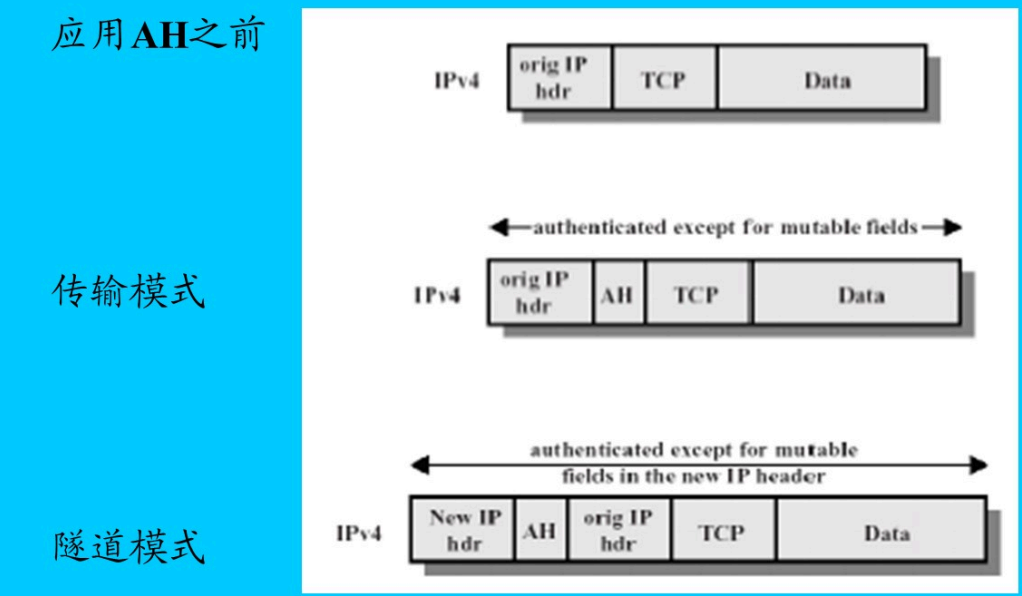 应用AH之前
IPv4
orig IP
hdr
TCP
Data
authenticated except for mutable fields
传输模式
IPv4
orig IP
hdr
AH
TCP
Data
authenticated except for mutable
fields in the new IP header
隧道模式
IPv4
New IP
hdr
AH
orig IP
hdr
TCP
Data